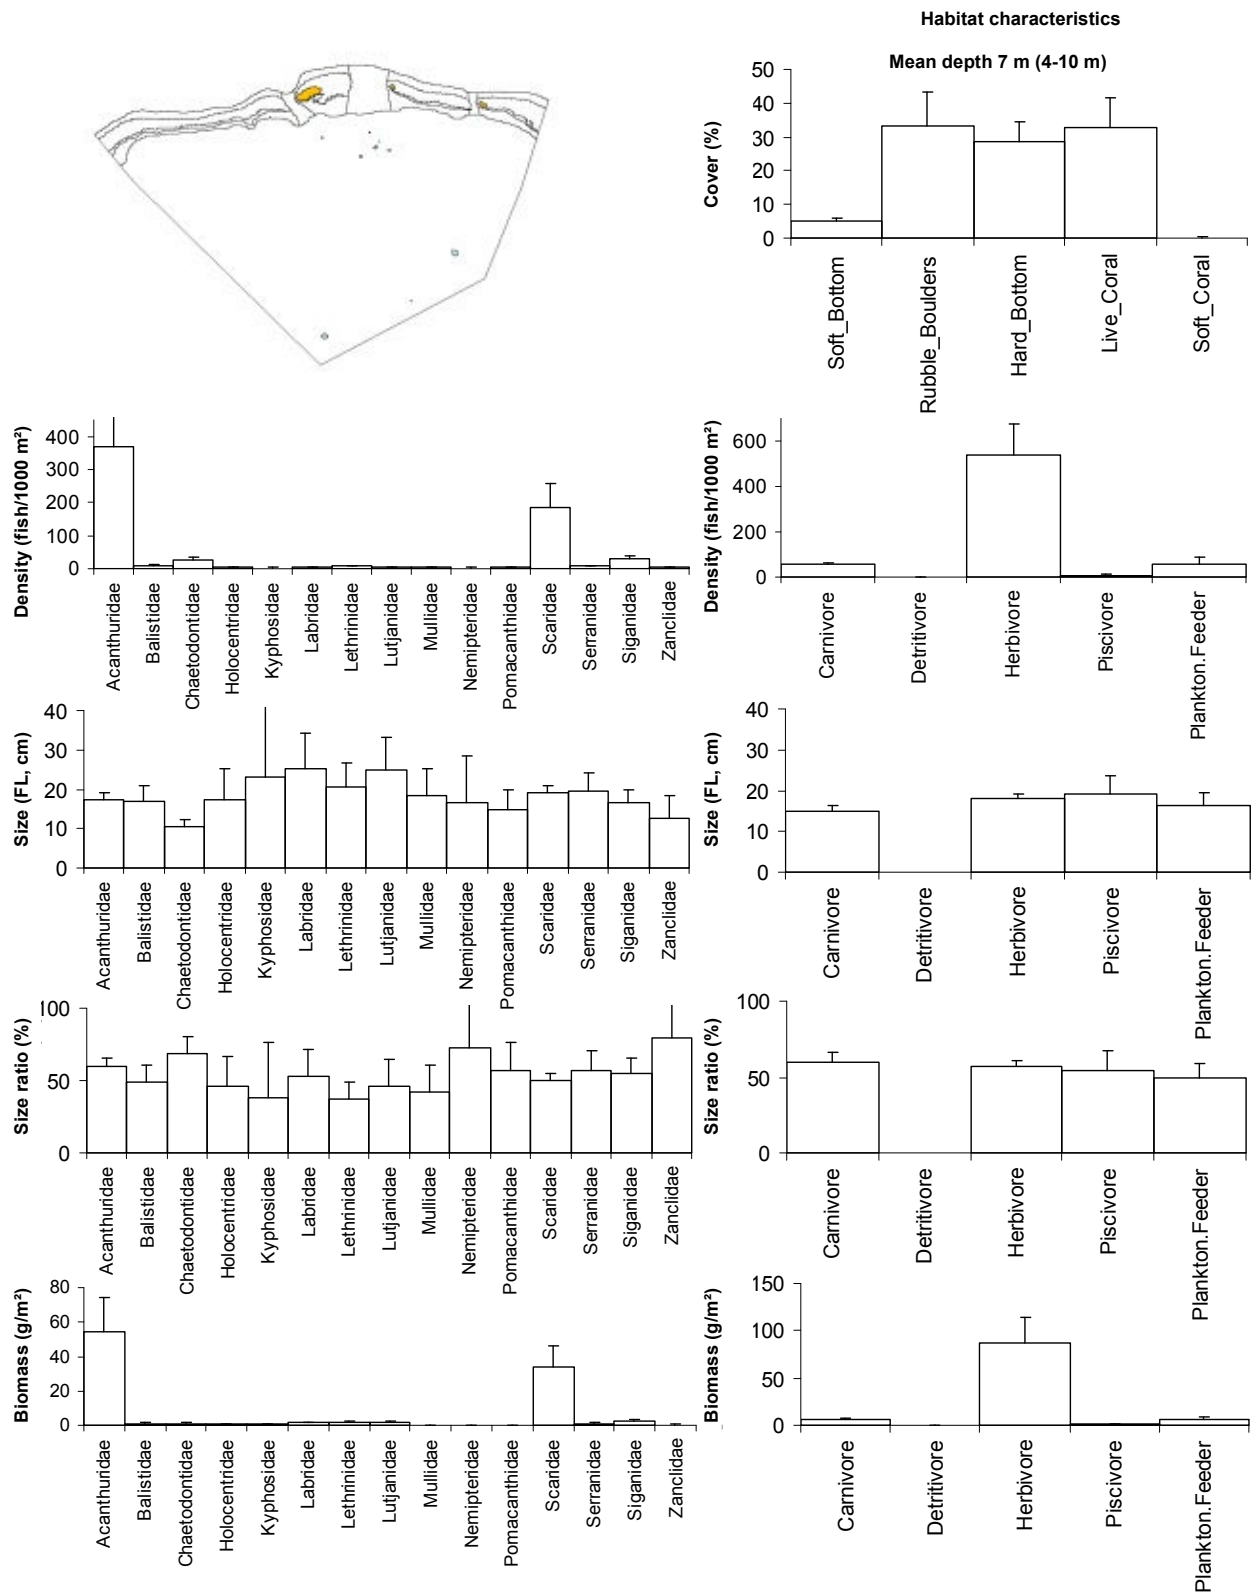 Habitat characteristics
Mean depth 7 m (4-10 m)
Cover (%)
50
40
30
20
10
0
Soft_Bottom
Rubble_Boulders
Hard_Bottom
Live_Coral
Soft_Coral
Density (fish/1000 m²)
400
300
200
100
0
Acanthuridae
Balistidae
Chaetodontidae
Holocentridae
Kyphosidae
Labridae
Lethrinidae
Lutjanidae
Mullidae
Nemipteridae
Pomacanthidae
Scaridae
Serranidae
Siganidae
Zanclidae
Density (fish/1000 m²)
600
400
200
0
Carnivore
Detritivore
Herbivore
Piscivore
Plankton.Feeder
Size (FL, cm)
40
30
20
10
0
Acanthuridae
Balistidae
Chaetodontidae
Holocentridae
Kyphosidae
Labridae
Lethrinidae
Lutjanidae
Mullidae
Nemipteridae
Pomacanthidae
Scaridae
Serranidae
Siganidae
Zanclidae
Size (FL, cm)
40
30
20
10
0
Carnivore
Detritivore
Herbivore
Piscivore
Plankton.Feeder
Size ratio (%)
100
50
0
Acanthuridae
Balistidae
Chaetodontidae
Holocentridae
Kyphosidae
Labridae
Lethrinidae
Lutjanidae
Mullidae
Nemipteridae
Pomacanthidae
Scaridae
Serranidae
Siganidae
Zanclidae
Size ratio (%)
100
50
0
Carnivore
Detritivore
Herbivore
Piscivore
Plankton.Feeder
Biomass (g/m²)
80
60
40
20
0
Acanthuridae
Balistidae
Chaetodontidae
Holocentridae
Kyphosidae
Labridae
Lethrinidae
Lutjanidae
Mullidae
Nemipteridae
Pomacanthidae
Scaridae
Serranidae
Siganidae
Zanclidae
Biomass (g/m²)
150
100
50
0
Carnivore
Detritivore
Herbivore
Piscivore
Plankton.Feeder